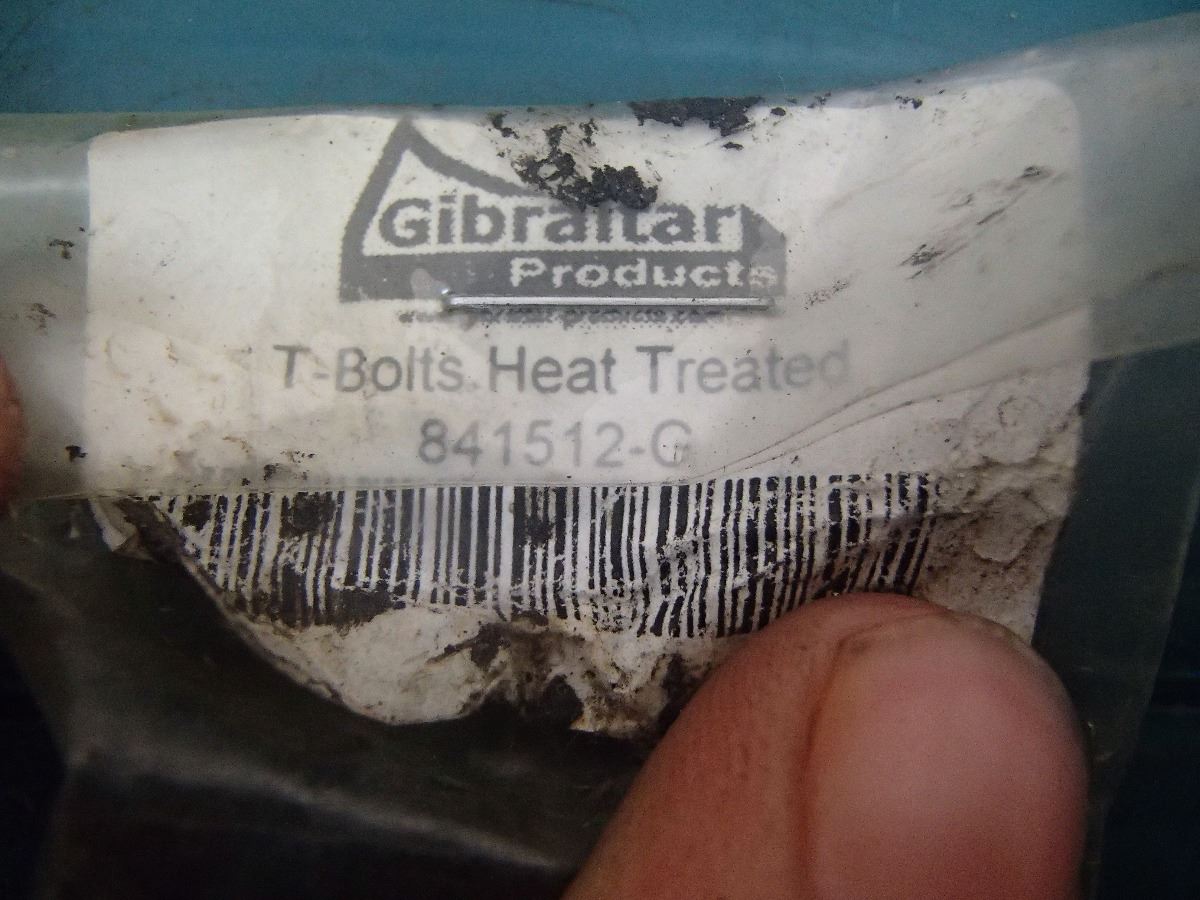 Gibraltar
Products
T-Bolts Heat Treated
841512-G